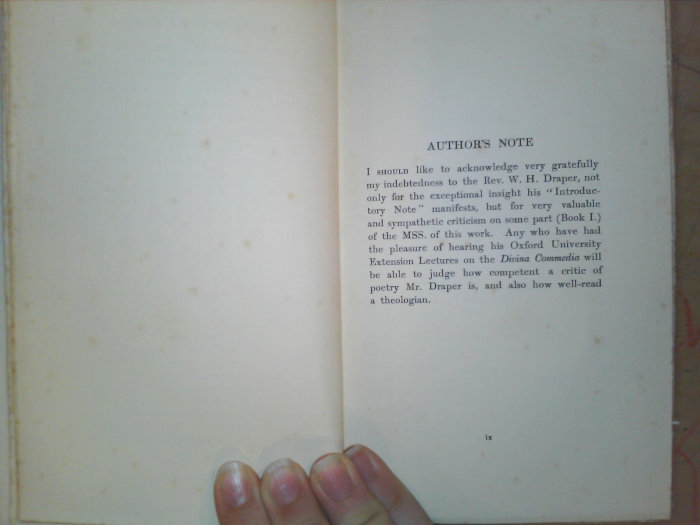 AUTHOR'S NOTE
I SHOULD like to acknowledge very gratefully
my indebtedness to the Rev. W. H. Draper, not
only for the exceptional insight his "Introduc-
tory Note" manifests, but for very valuable
and sympathetic criticism on some part (Book I.)
of the MSS. of this work. Any who have had
the pleasure of hearing his Oxford University
Extension Lectures on the Divina Commedia will
be able to judge how competent a critic of
poetry Mr. Draper is, and also how well-read
a theologian.
ix